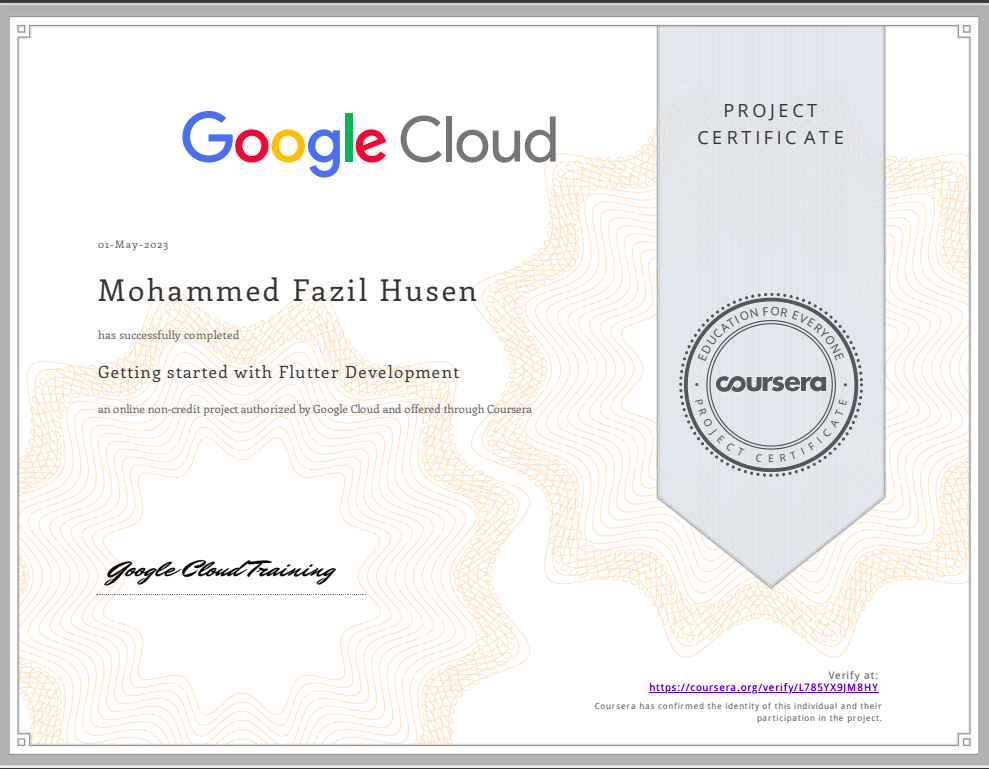 Google Cloud
PROJECT
CERTIFICATE
01-May-2023
Mohammed Fazil Husen
has successfully completed
Getting started with Flutter Development
an online non-credit project authorized by Google Cloud and offered through Coursera
EDUCATION FOR EVERYONE
coursera
PROJECT CERTIFICATE
Google Cloud Training
Verify at:
https://coursera.org/verify/L785YX9JM8HY
Coursera has confirmed the identity of this individual and their
participation in the project.